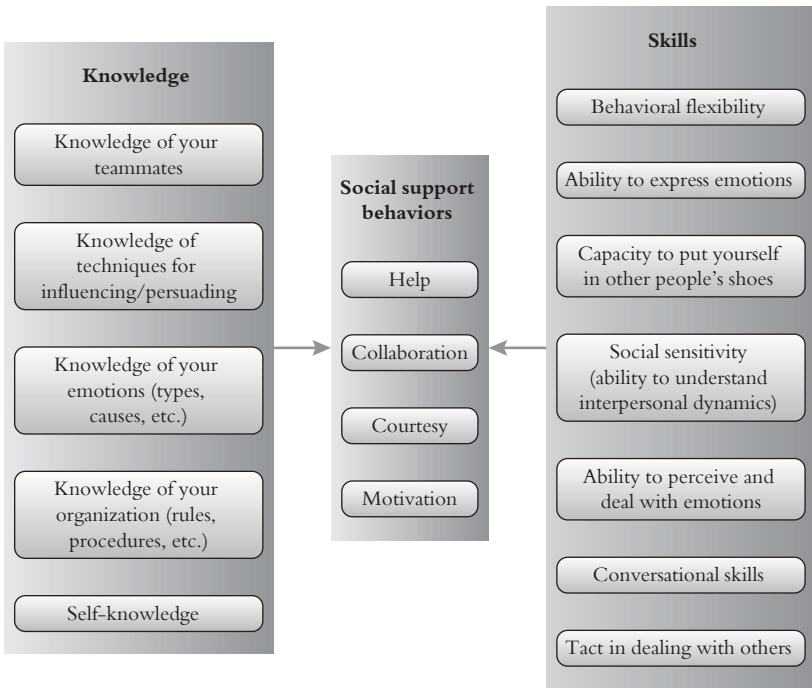 Knowledge
Knowledge of your
teammates
Knowledge of
techniques for
influencing/persuading
Knowledge of your
emotions (types,
causes, etc.)
Knowledge of your
organization (rules,
procedures, etc.)
Self-knowledge
Social support
behaviors
Help
Collaboration
Courtesy
Motivation
Skills
Behavioral flexibility
Ability to express emotions
Capacity to put yourself
in other people’s shoes
Social sensitivity
(ability to understand
interpersonal dynamics)
Ability to perceive and
deal with emotions
Conversational skills
Tact in dealing with others